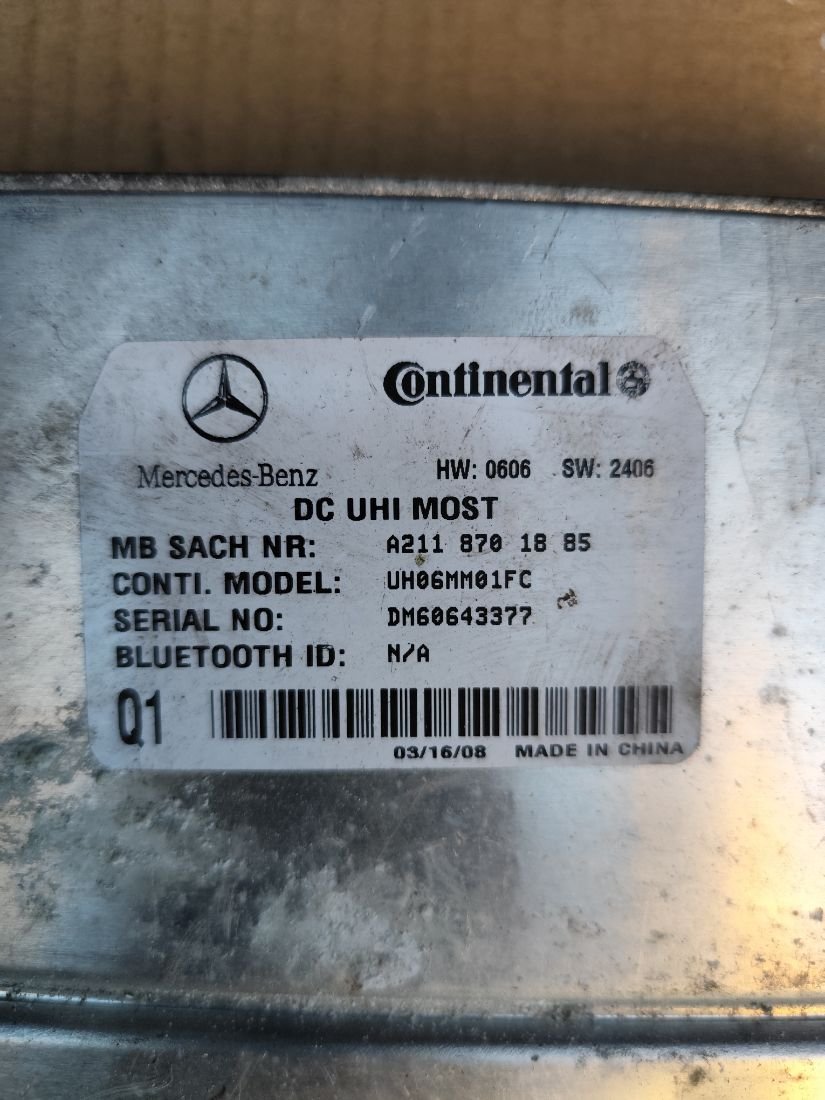 Continental
Mercedes-Benz
HW: 0606 SW: 2406
DC UHI MOST
MB SACH NR: A211 870 18 85
CONTI. MODEL: UH06MM01FC
SERIAL NO: DM60643377
BLUETOOTH ID: N/A
Q1
03/16/08 MADE IN CHINA